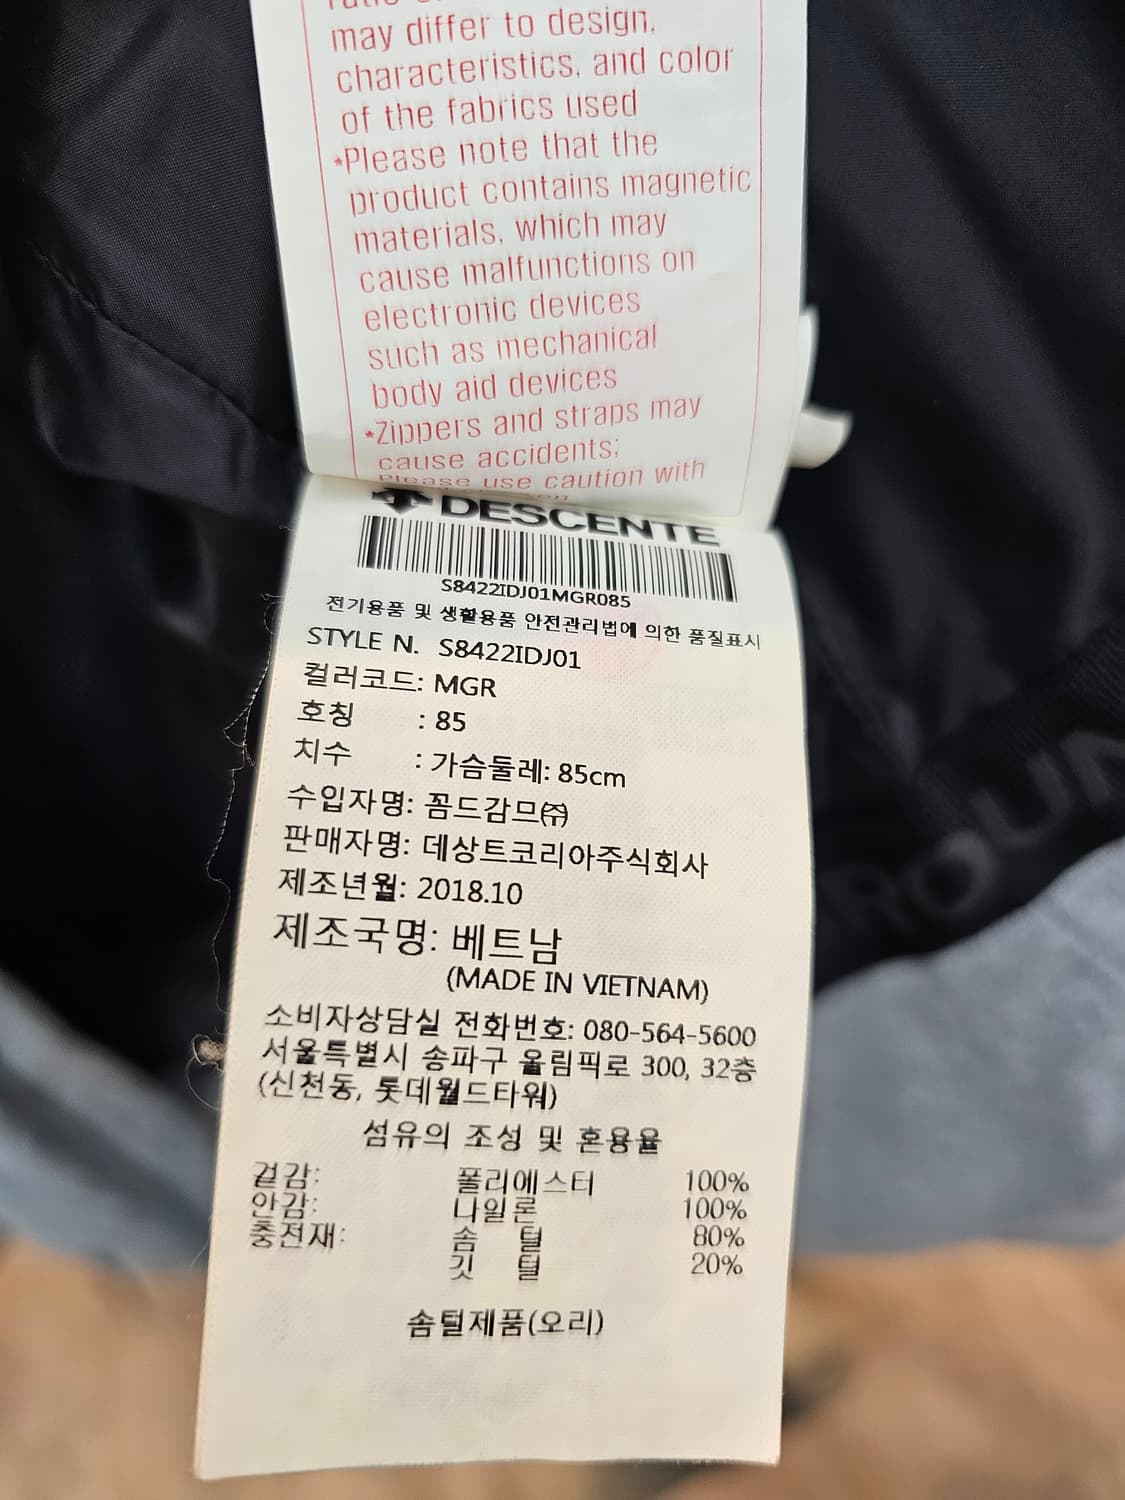 may differ to design,
characteristics, and color
of the fabrics used
*Please note that the
product contains magnetic
materials, which may
cause malfunctions on
electronic devices
such as mechanical
body aid devices
*Zippers and straps may
cause accidents;
Please use caution with
DESCENTE
S8422IDJ01MGR085
전기용품 및 생활용품 안전관리법에 의한 품질표시
STYLE N. S8422IDJ01
컬러코드: MGR
호칭 : 85
치수 : 가슴둘레: 85cm
수입자명: 꼼드감므㈜
판매자명: 데상트코리아주식회사
제조년월: 2018.10
제조국명: 베트남
(MADE IN VIETNAM)
소비자상담실 전화번호: 080-564-5600
서울특별시 송파구 올림픽로 300, 32층
(신천동, 롯데월드타워)
섬유의 조성 및 혼용율
겉감: 폴리에스터 100%
안감: 나일론 100%
충전재: 솜 털 80%
깃 털 20%
솜털제품(오리)